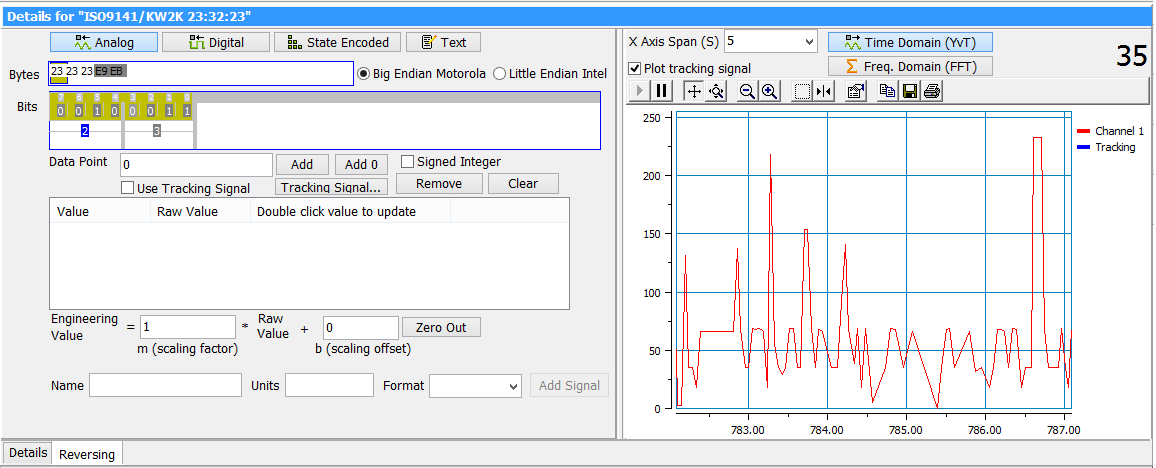 Details for "ISO9141/KW2K 23:32:23"
Analog Digital State Encoded Text
Bytes 23 23 23 E9 EB Big Endian Motorola Little Endian Intel
Bits 7 6 5 4 3 2 1 0
0 0 1 0 0 0 1 1
2 3
Data Point 0 Add Add 0 Signed Integer
Use Tracking Signal Tracking Signal... Remove Clear
Value Raw Value Double click value to update
Engineering Value = 1 * Raw Value + 0 Zero Out
m (scaling factor) b (scaling offset)
Name Units Format Add Signal
Details Reversing
X Axis Span (S) 5 Time Domain (YvT) 35
Plot tracking signal Freq. Domain (FFT)
250
200
150
100
50
0
783.00 784.00 785.00 786.00 787.00
Channel 1
Tracking